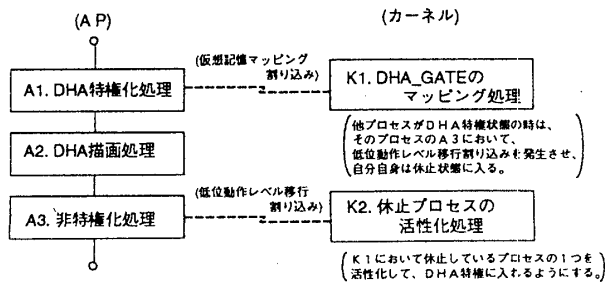 (AP)
(カーネル)
(仮想記憶マッピング
割り込み)
A1. DHA特権化処理
K1. DHA_GATEの
マッピング処理
(他プロセスがDHA特権状態の時は、
そのプロセスのA3において、
低位動作レベル移行割り込みを発生させ、
自分自身は休止状態に入る。)
A2. DHA描画処理
(低位動作レベル移行
割り込み)
A3. 非特権化処理
K2. 休止プロセスの
活性化処理
(K1において休止しているプロセスの1つを
活性化して、DHA特権に入れるようにする。)